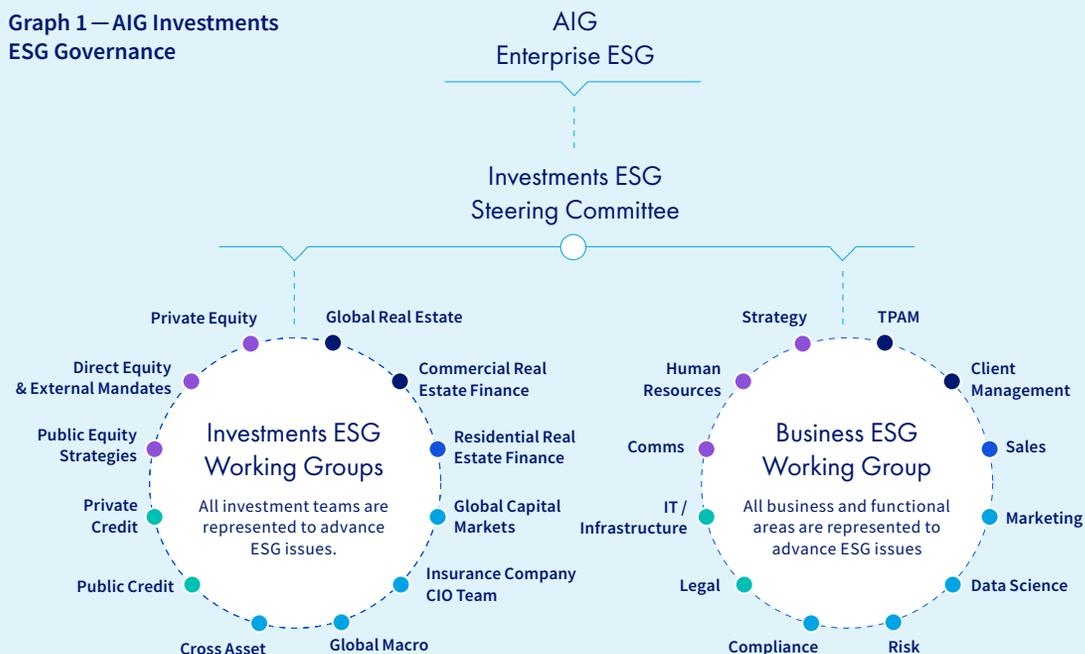 Graph 1 — AIG Investments
ESG Governance
AIG
Enterprise ESG
Investments ESG
Steering Committee
Private Equity
Global Real Estate
Direct Equity
& External Mandates
Commercial Real
Estate Finance
Public Equity
Strategies
Residential Real
Estate Finance
Private
Credit
Global Capital
Markets
Public Credit
Insurance Company
CIO Team
Cross Asset
Global Macro
Investments ESG
Working Groups
All investment teams are
represented to advance
ESG issues.
Strategy
TPAM
Human
Resources
Client
Management
Comms
Sales
IT /
Infrastructure
Marketing
Legal
Data Science
Compliance
Risk
Business ESG
Working Group
All business and functional
areas are represented to
advance ESG issues